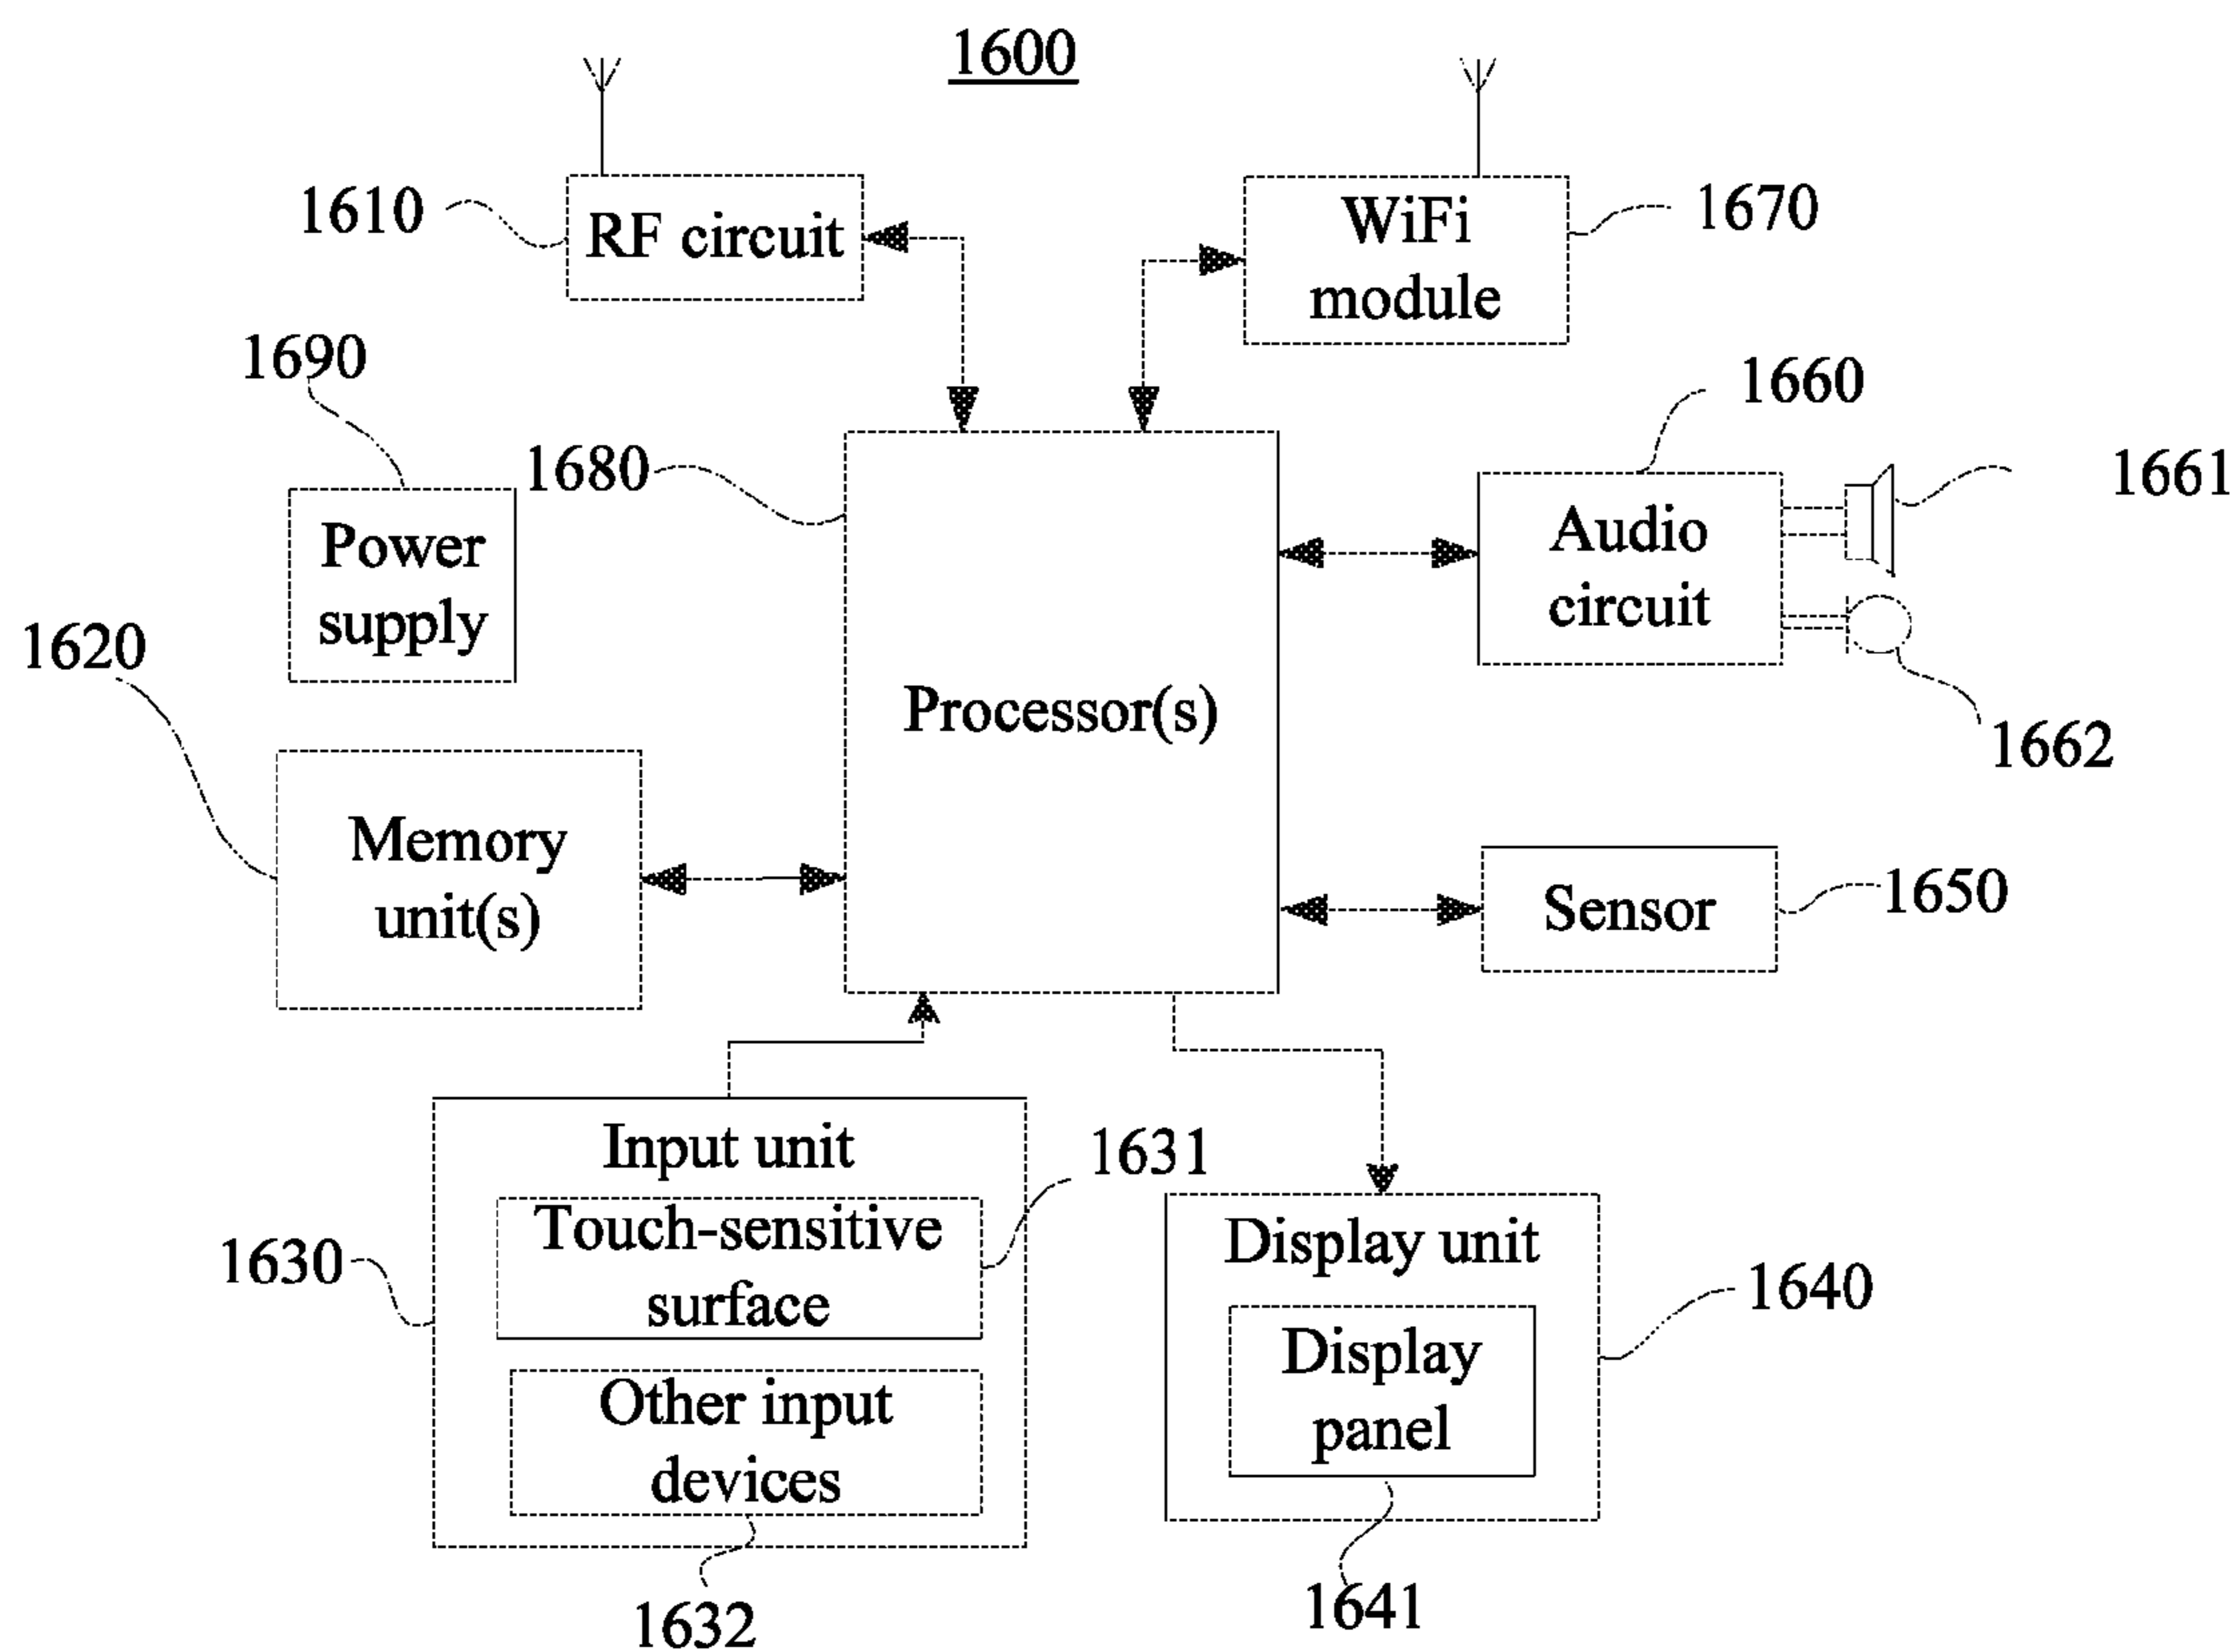 1600
1610
RF circuit
WiFi
module
1670
1690
1680
Power
supply
1660
1661
Audio
circuit
1662
1620
Processor(s)
Memory
unit(s)
Sensor
1650
Input unit
1631
Touch-sensitive
surface
1630
Other input
devices
1632
Display unit
1640
Display
panel
1641